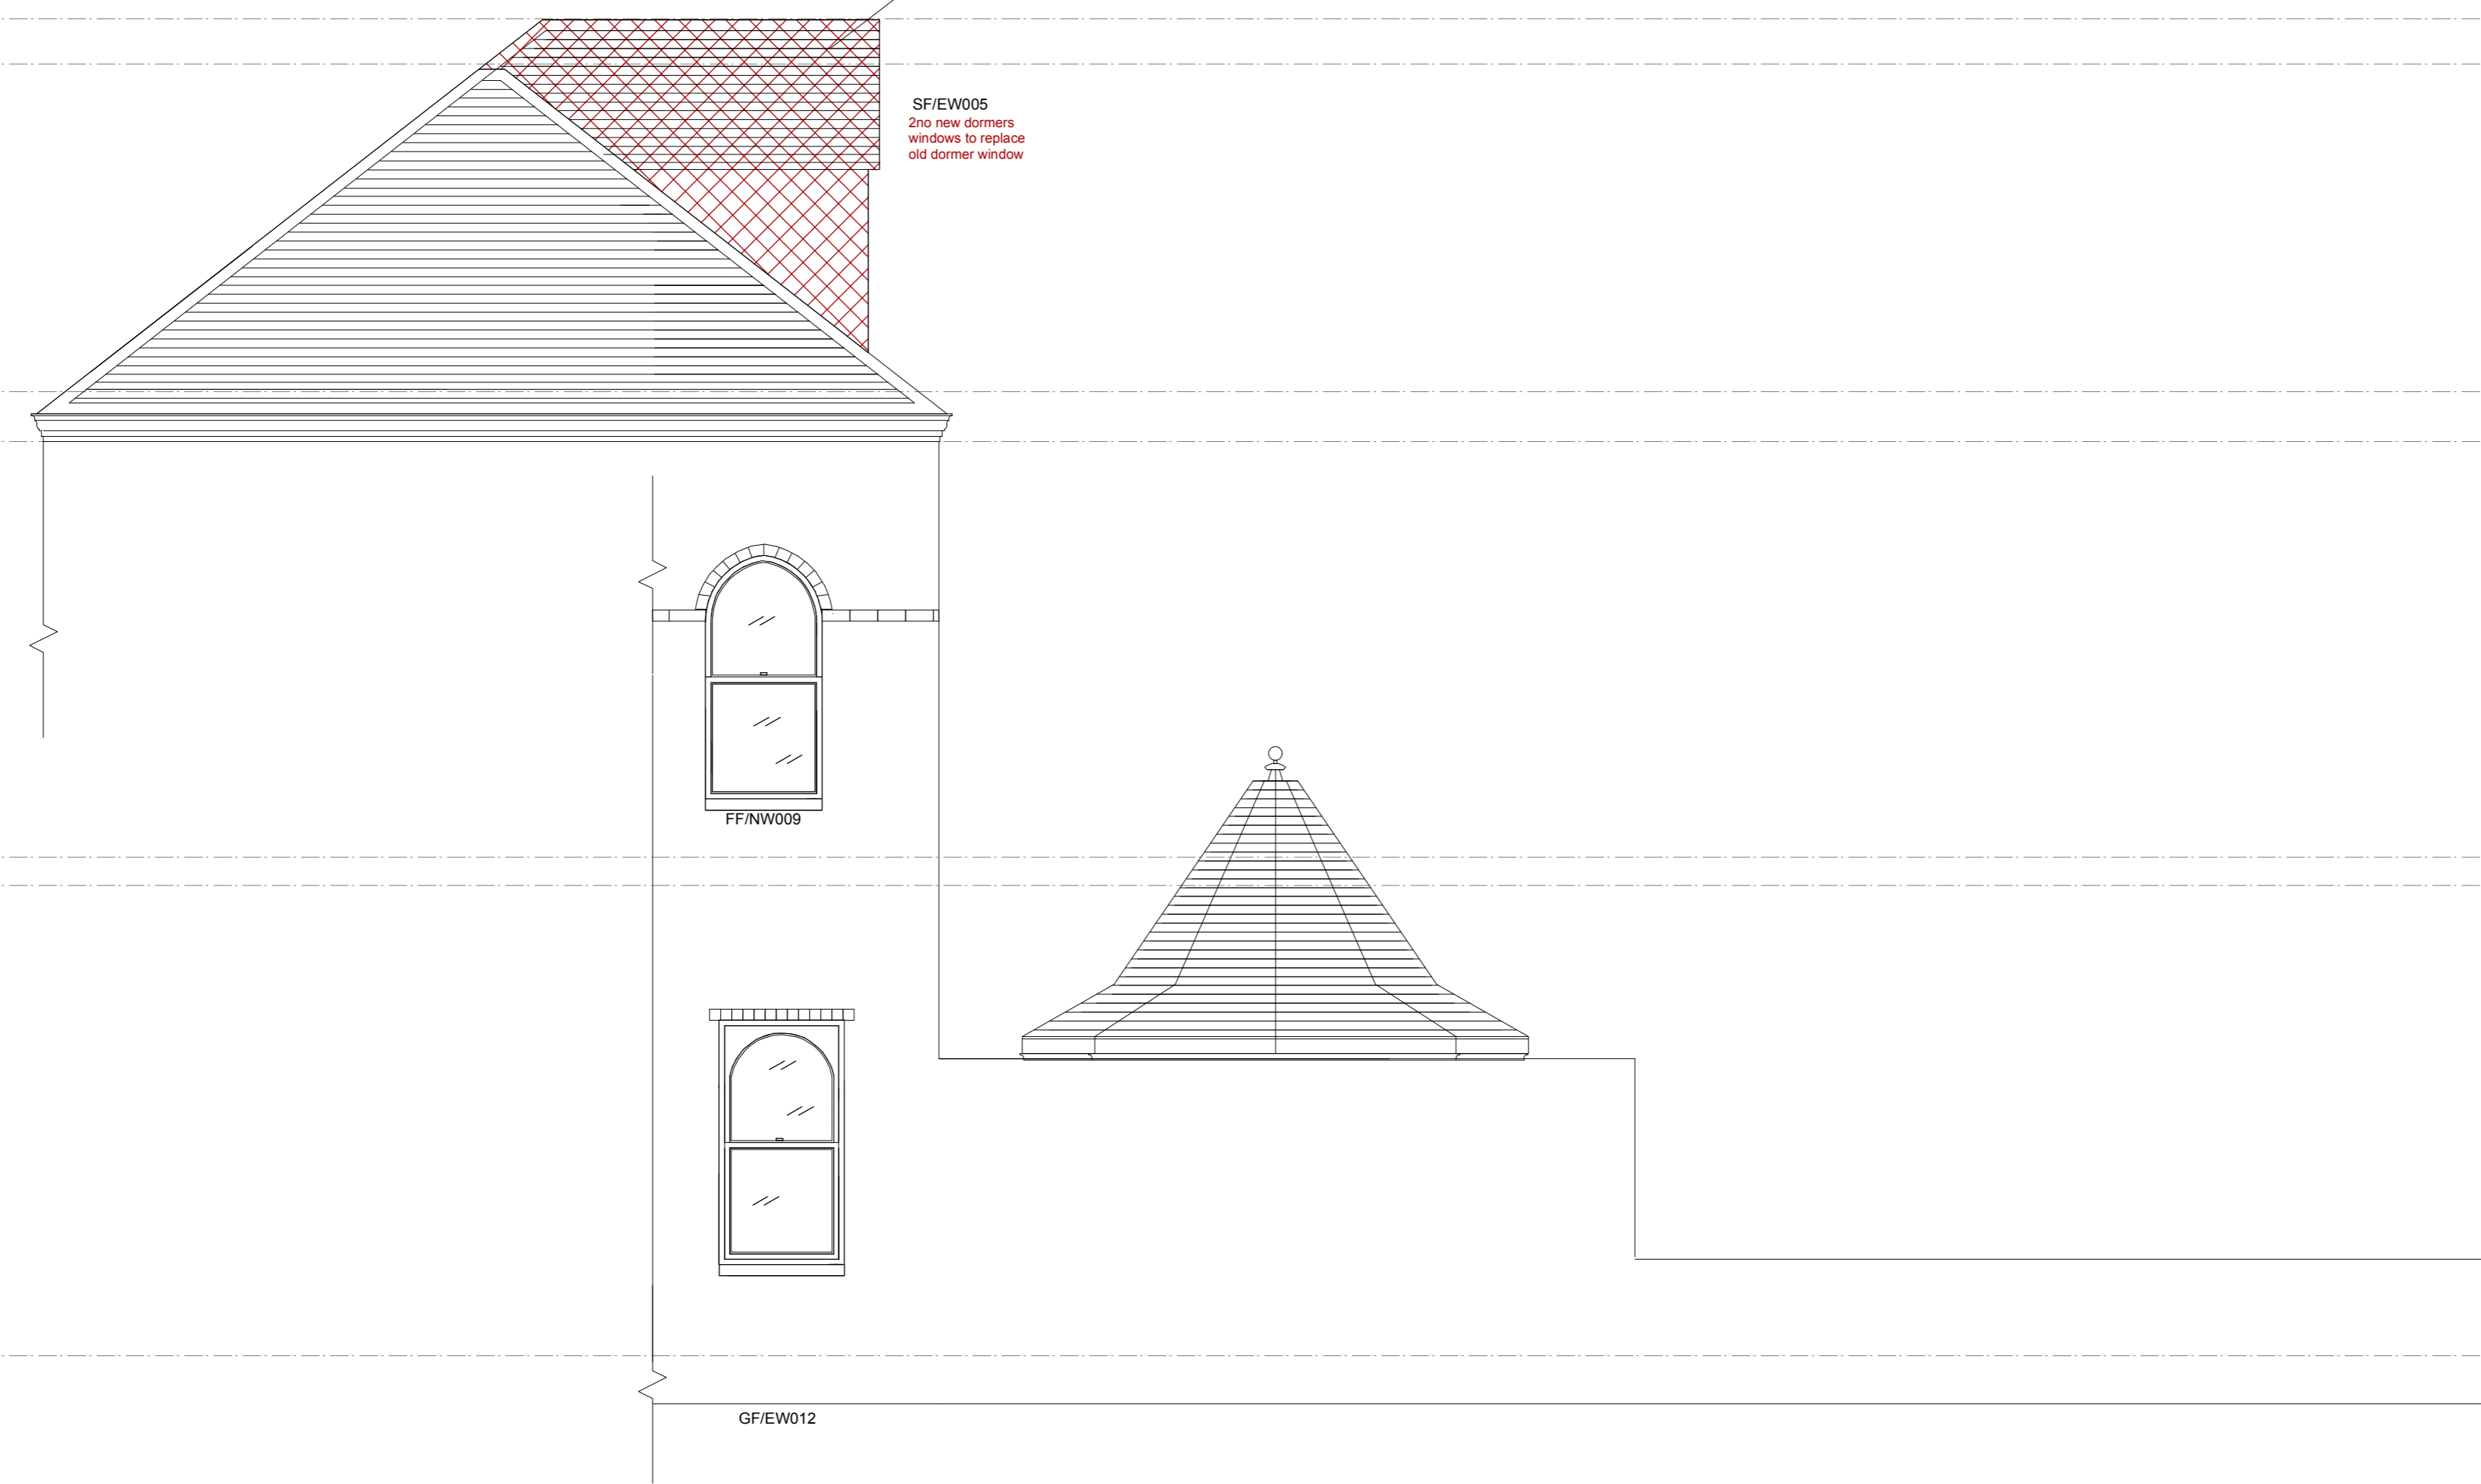 SF/EW005
2no new dormers
windows to replace
old dormer window
FF/NW009
GF/EW012